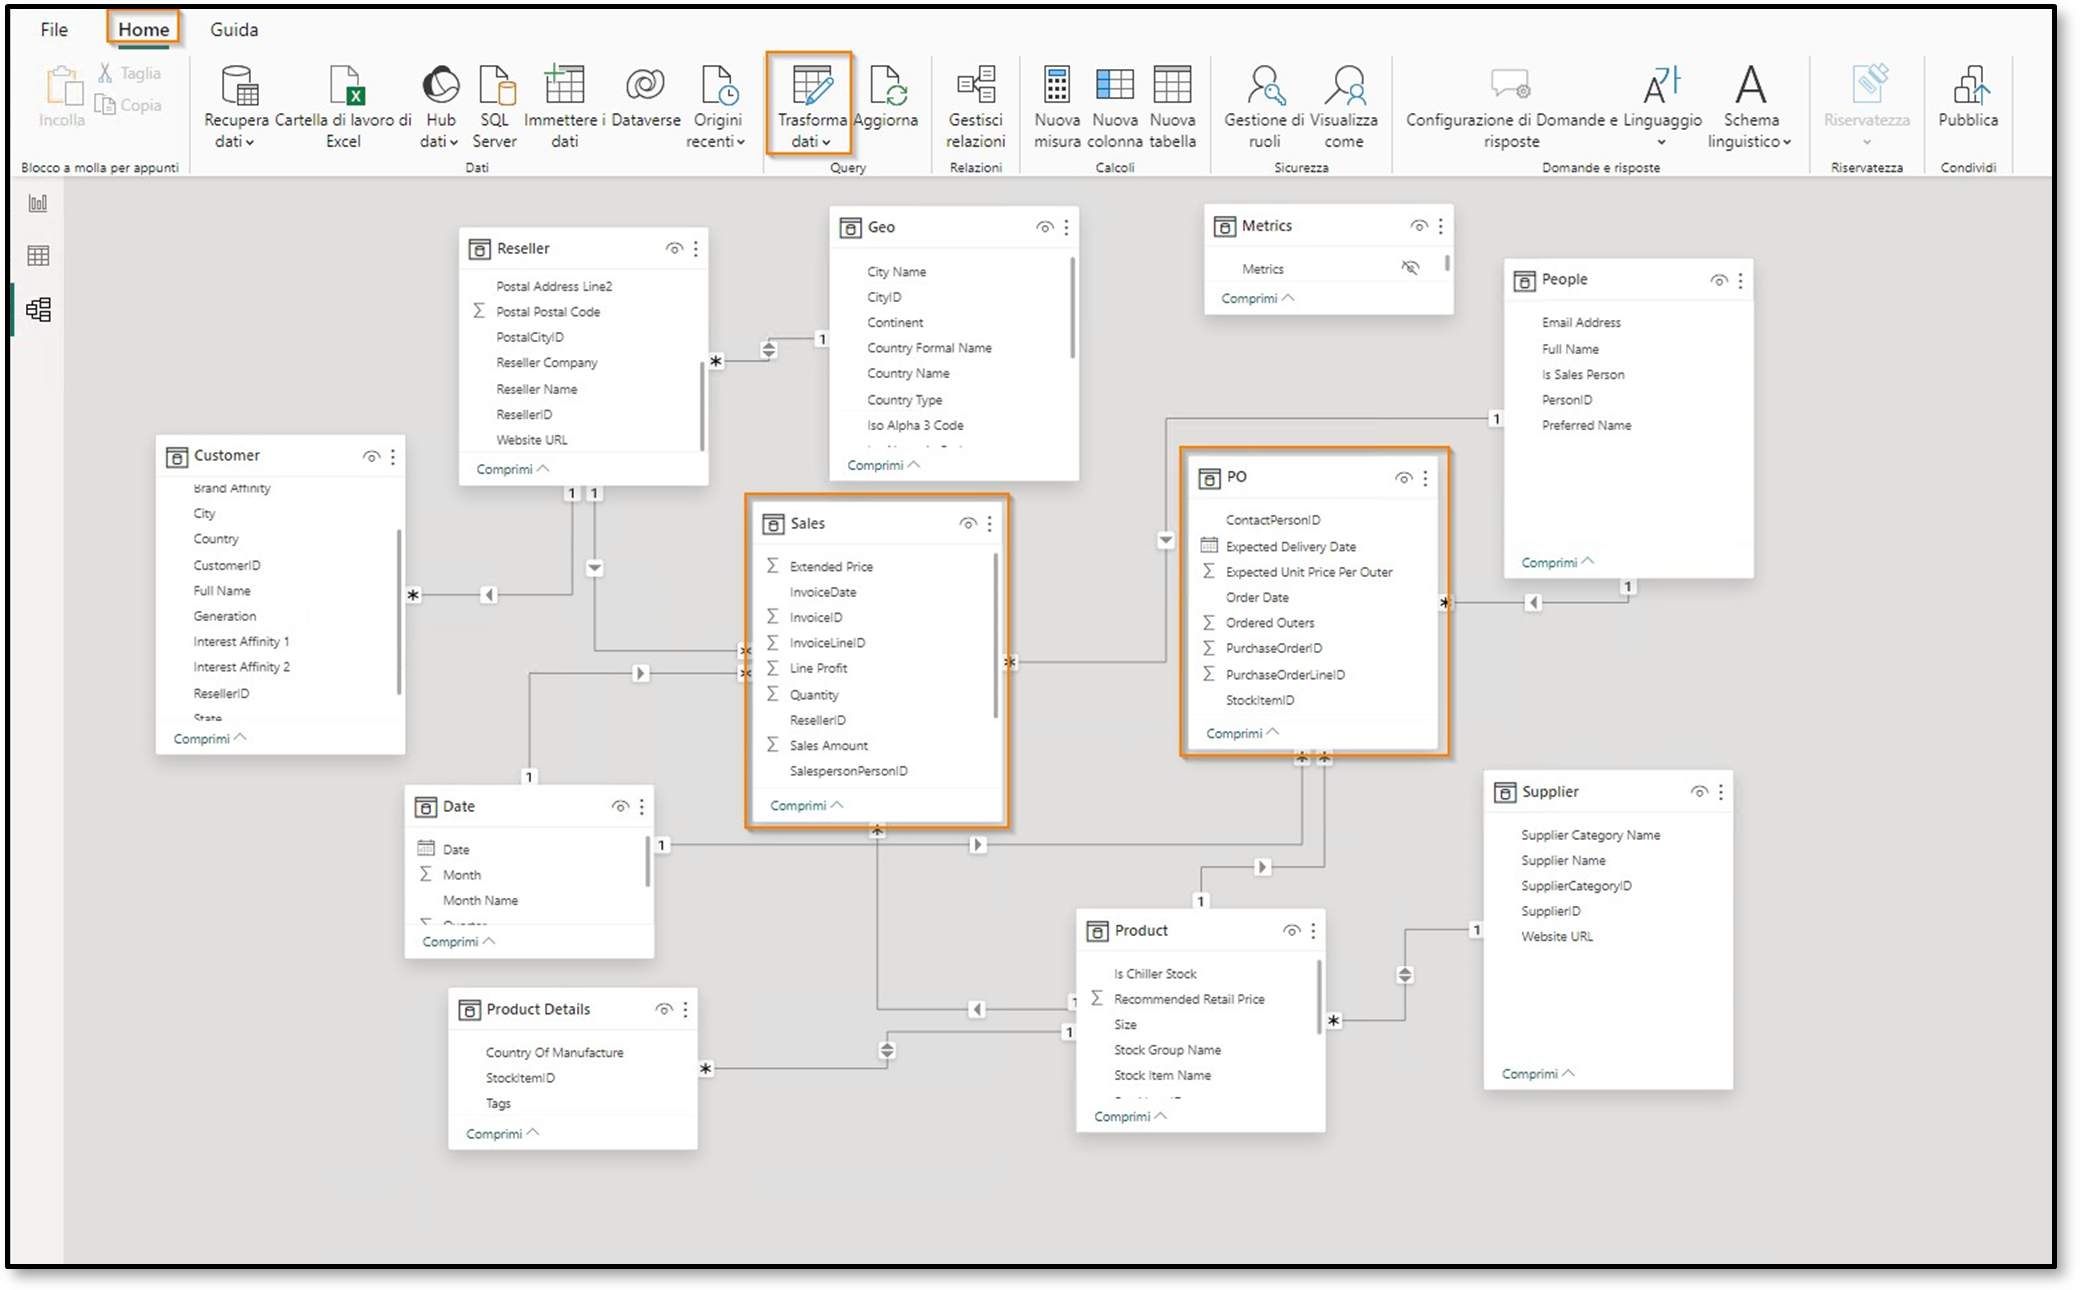 File
Home
Guida
Incolla
Taglia
Copia
Blocco a molla per appunti
Recupera
dati
Cartella di lavoro di
Excel
Hub
dati
SQL
Server
Immettere i
dati
Dataverse
Origini
recenti
Dati
Trasforma
dati
Aggiorna
Query
Gestisci
relazioni
Relazioni
Nuova
misura
Nuova
colonna
Nuova
tabella
Calcoli
Gestione di
ruoli
Visualizza
come
Sicurezza
Configurazione di Domande e
risposte
Linguaggio
Schema
linguistico
Domande e risposte
Riservatezza
Riservatezza
Pubblica
Condividi
Reseller
Postal Address Line2
Postal Postal Code
PostalCityID
Reseller Company
Reseller Name
ResellerID
Website URL
Comprimi
Geo
City Name
CityID
Continent
Country Formal Name
Country Name
Country Type
Iso Alpha 3 Code
Comprimi
Metrics
Metrics
Comprimi
People
Email Address
Full Name
Is Sales Person
PersonID
Preferred Name
Comprimi
Customer
Brand Affinity
City
Country
CustomerID
Full Name
Generation
Interest Affinity 1
Interest Affinity 2
ResellerID
State
Comprimi
Sales
Extended Price
InvoiceDate
InvoiceID
InvoiceLineID
Line Profit
Quantity
ResellerID
Sales Amount
SalespersonPersonID
Comprimi
PO
ContactPersonID
Expected Delivery Date
Expected Unit Price Per Outer
Order Date
Ordered Outers
PurchaseOrderID
PurchaseOrderLineID
StockItemID
Comprimi
Date
Date
Month
Month Name
Comprimi
Supplier
Supplier Category Name
Supplier Name
SupplierCategoryID
SupplierID
Website URL
Comprimi
Product
Is Chiller Stock
Recommended Retail Price
Size
Stock Group Name
Stock Item Name
Comprimi
Product Details
Country Of Manufacture
StockItemID
Tags
Comprimi